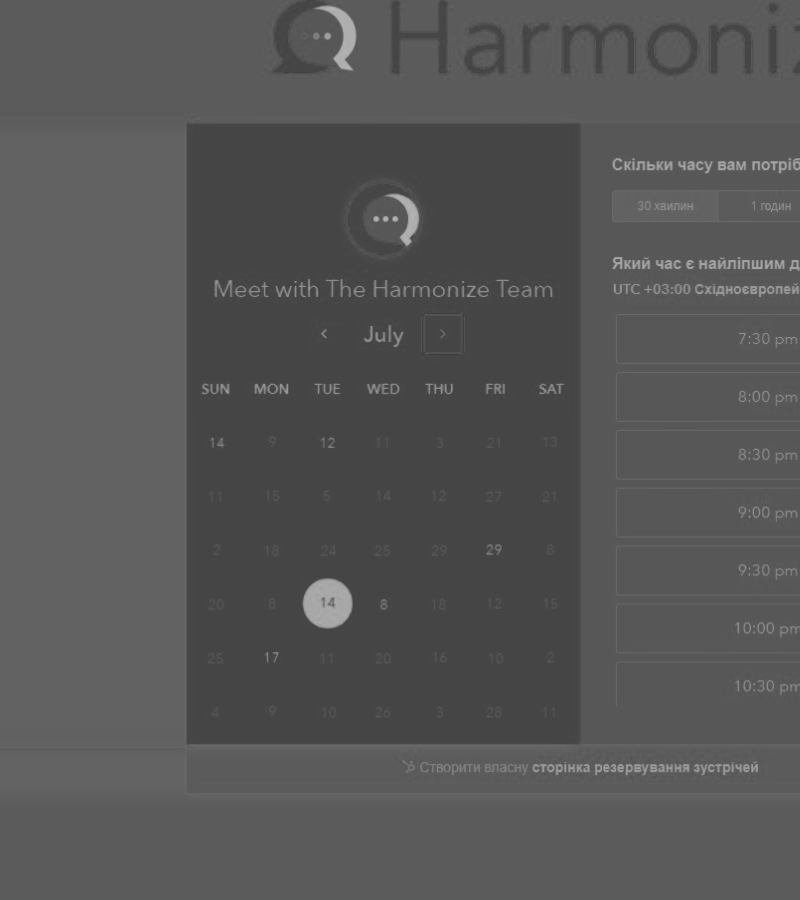 Harmoniz
Meet with The Harmonize Team
July
SUN MON TUE WED THU FRI SAT
14 9 12 11 3 21 13
11 15 5 14 12 27 21
2 18 24 25 29 29 8
20 8 14 8 18 12 15
25 17 11 20 16 10 2
4 9 10 26 3 28 11
Скільки часу вам потріб
30 хвилин 1 годин
Який час є найліпшим д
UTC +03:00 Східноєвропей
7:30 pm
8:00 pm
8:30 pm
9:00 pm
9:30 pm
10:00 pm
10:30 pm
Створити власну сторінка резервування зустрічей